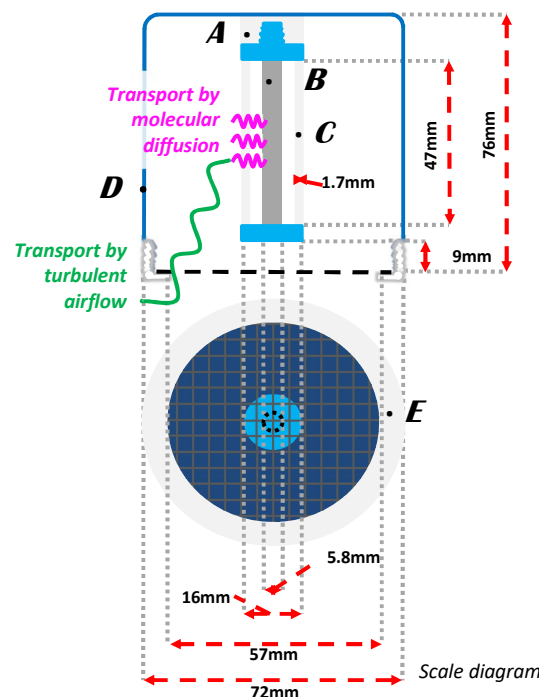 A
B
Transport by
molecular
diffusion
C
47mm
76mm
D
1.7mm
Transport by
turbulent
airflow
9mm
E
5.8mm
16mm
57mm
Scale diagram
72mm